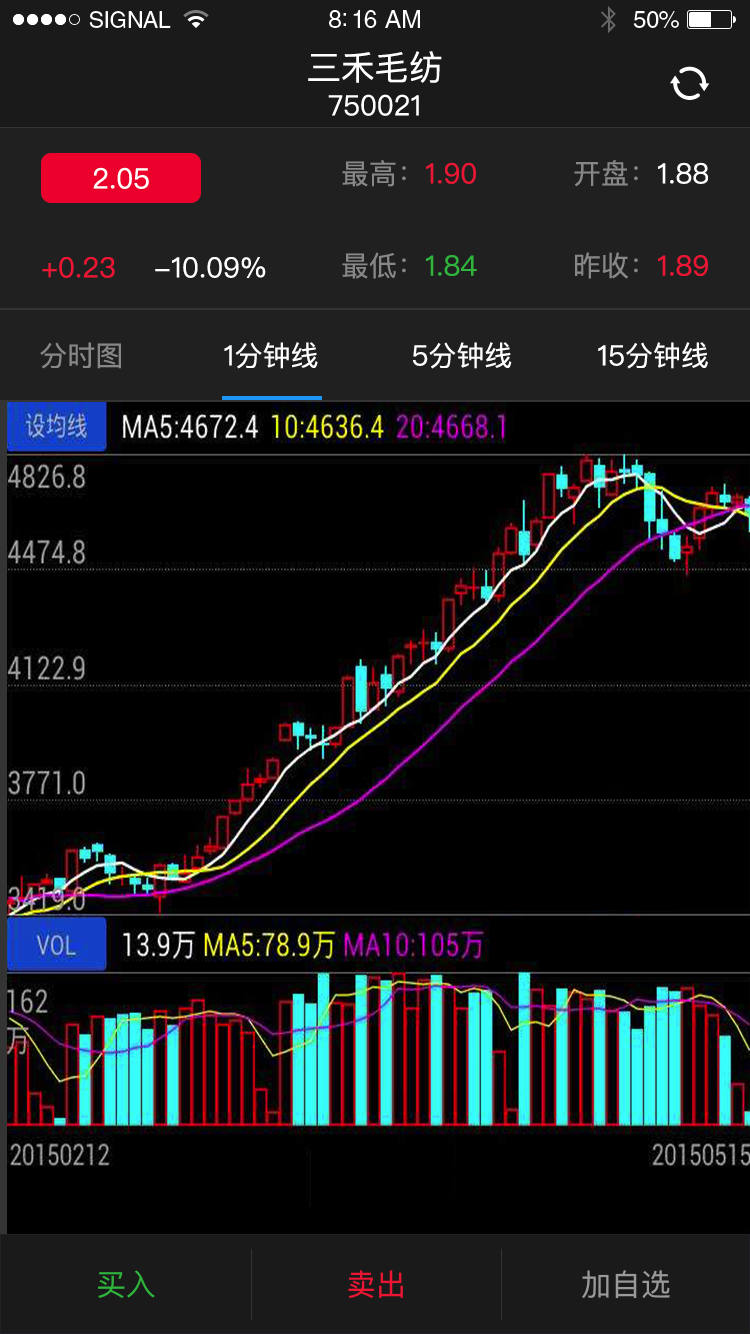 SIGNAL 8:16 AM 50%
三禾毛纺
750021
2.05 最高：1.90 开盘：1.88
+0.23 -10.09% 最低：1.84 昨收：1.89
分时图 1分钟线 5分钟线 15分钟线
设均线 MA5:4672.4 10:4636.4 20:4668.1
4826.8
4474.8
4122.9
3771.0
3419.0
VOL 13.9万 MA5:78.9万 MA10:105万
162
万
20150212 20150515
买入 卖出 加自选